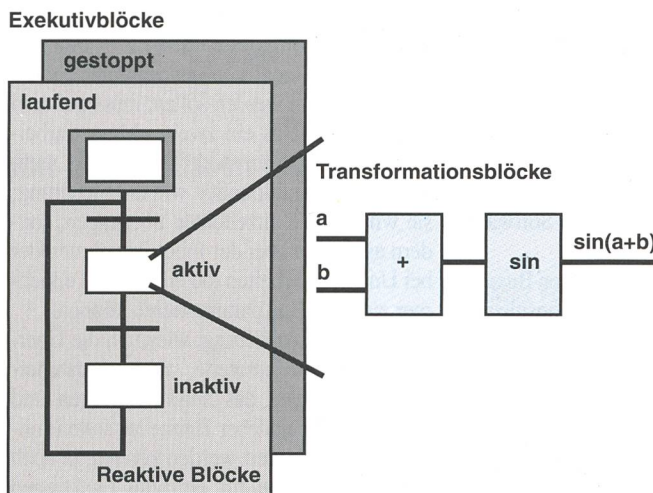 Exekutivblöcke
gestoppt
laufend
Transformationsblöcke
a
b
+
sin
sin(a+b)
aktiv
inaktiv
Reaktive Blöcke